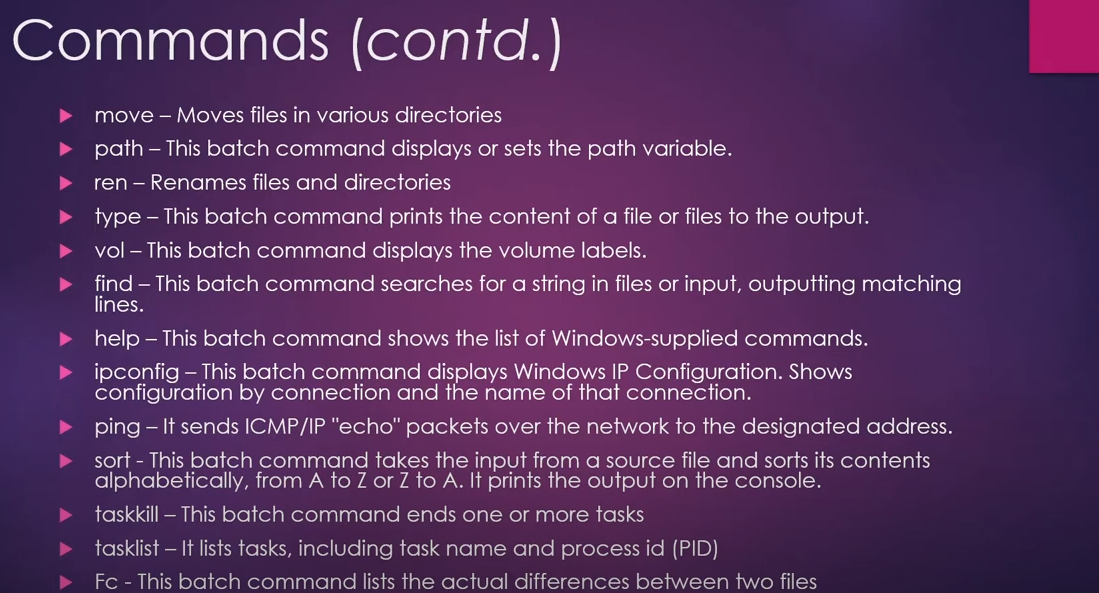 Commands (contd.)
move – Moves files in various directories
path – This batch command displays or sets the path variable.
ren – Renames files and directories
type – This batch command prints the content of a file or files to the output.
vol – This batch command displays the volume labels.
find – This batch command searches for a string in files or input, outputting matching
lines.
help – This batch command shows the list of Windows-supplied commands.
ipconfig – This batch command displays Windows IP Configuration. Shows
configuration by connection and the name of that connection.
ping – It sends ICMP/IP "echo" packets over the network to the designated address.
sort - This batch command takes the input from a source file and sorts its contents
alphabetically, from A to Z or Z to A. It prints the output on the console.
taskkill – This batch command ends one or more tasks
tasklist – It lists tasks, including task name and process id (PID)
Fc - This batch command lists the actual differences between two files